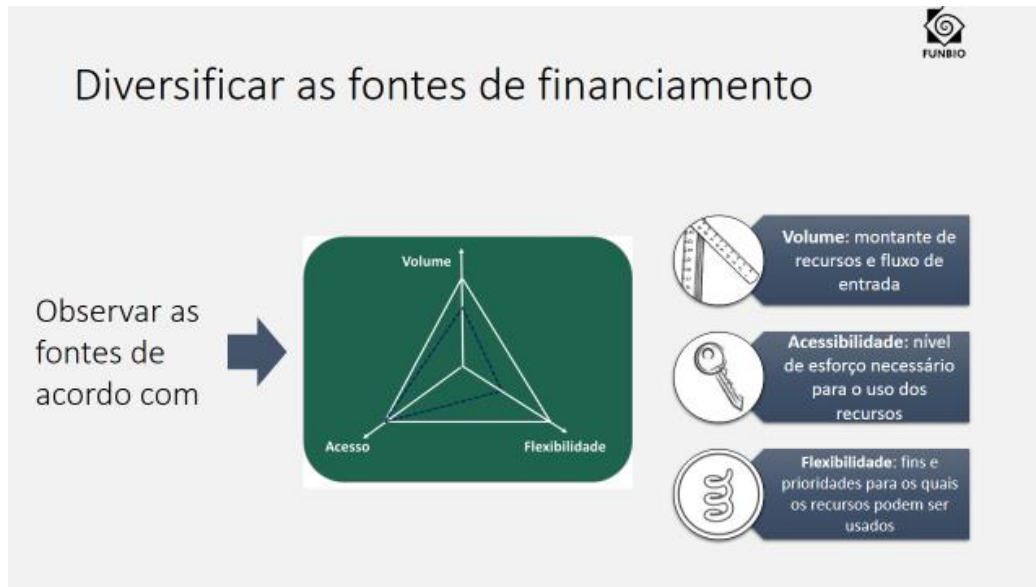 FUNBIO
Diversificar as fontes de financiamento
Observar as
fontes de
acordo com
Volume
Acesso
Flexibilidade
Volume: montante de
recursos e fluxo de
entrada
Acessibilidade: nível
de esforço necessário
para o uso dos
recursos
Flexibilidade: fins e
prioridades para os quais
os recursos podem ser
usados